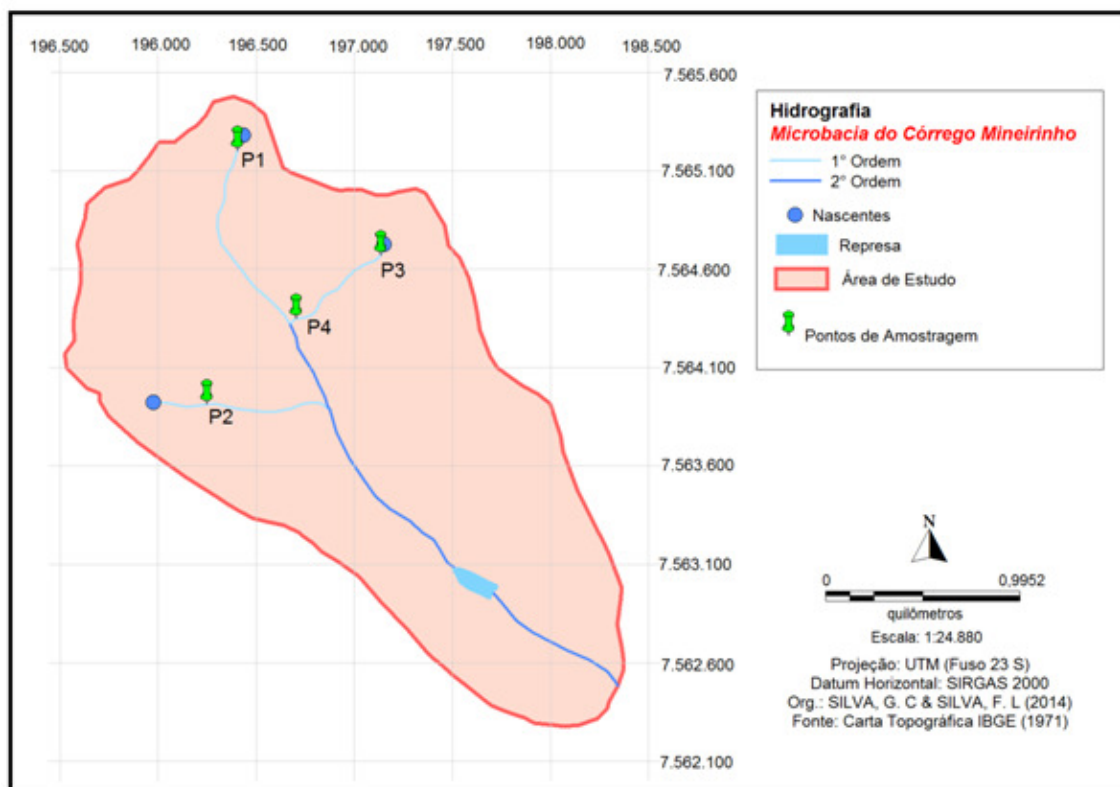 196.500 196.000 196.500 197.000 197.500 198.000 198.500
7.565.600
7.565.100
7.564.600
7.564.100
7.563.600
7.563.100
7.562.600
7.562.100
P1
P3
P4
P2
Hidrografia
Microbacia do Córrego Mineirinho
1° Ordem
2° Ordem
Nascentes
Represa
Área de Estudo
Pontos de Amostragem
N
0 0,9952
quilômetros
Escala: 1:24.880
Projeção: UTM (Fuso 23 S)
Datum Horizontal: SIRGAS 2000
Org.: SILVA, G. C & SILVA, F. L (2014)
Fonte: Carta Topográfica IBGE (1971)